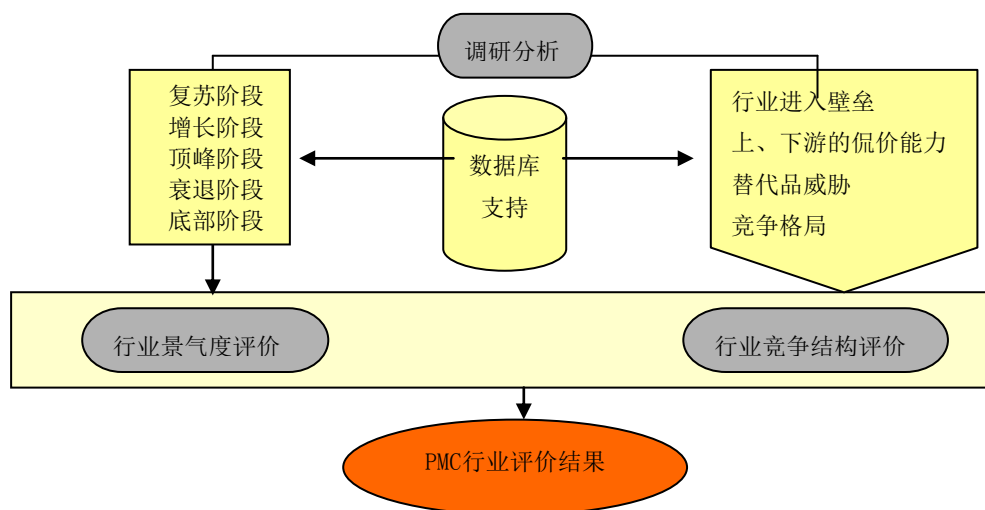 调研分析
复苏阶段
增长阶段
顶峰阶段
衰退阶段
底部阶段
数据库
支持
行业进入壁垒
上、下游的侃价能力
替代品威胁
竞争格局
行业景气度评价
行业竞争结构评价
PMC行业评价结果